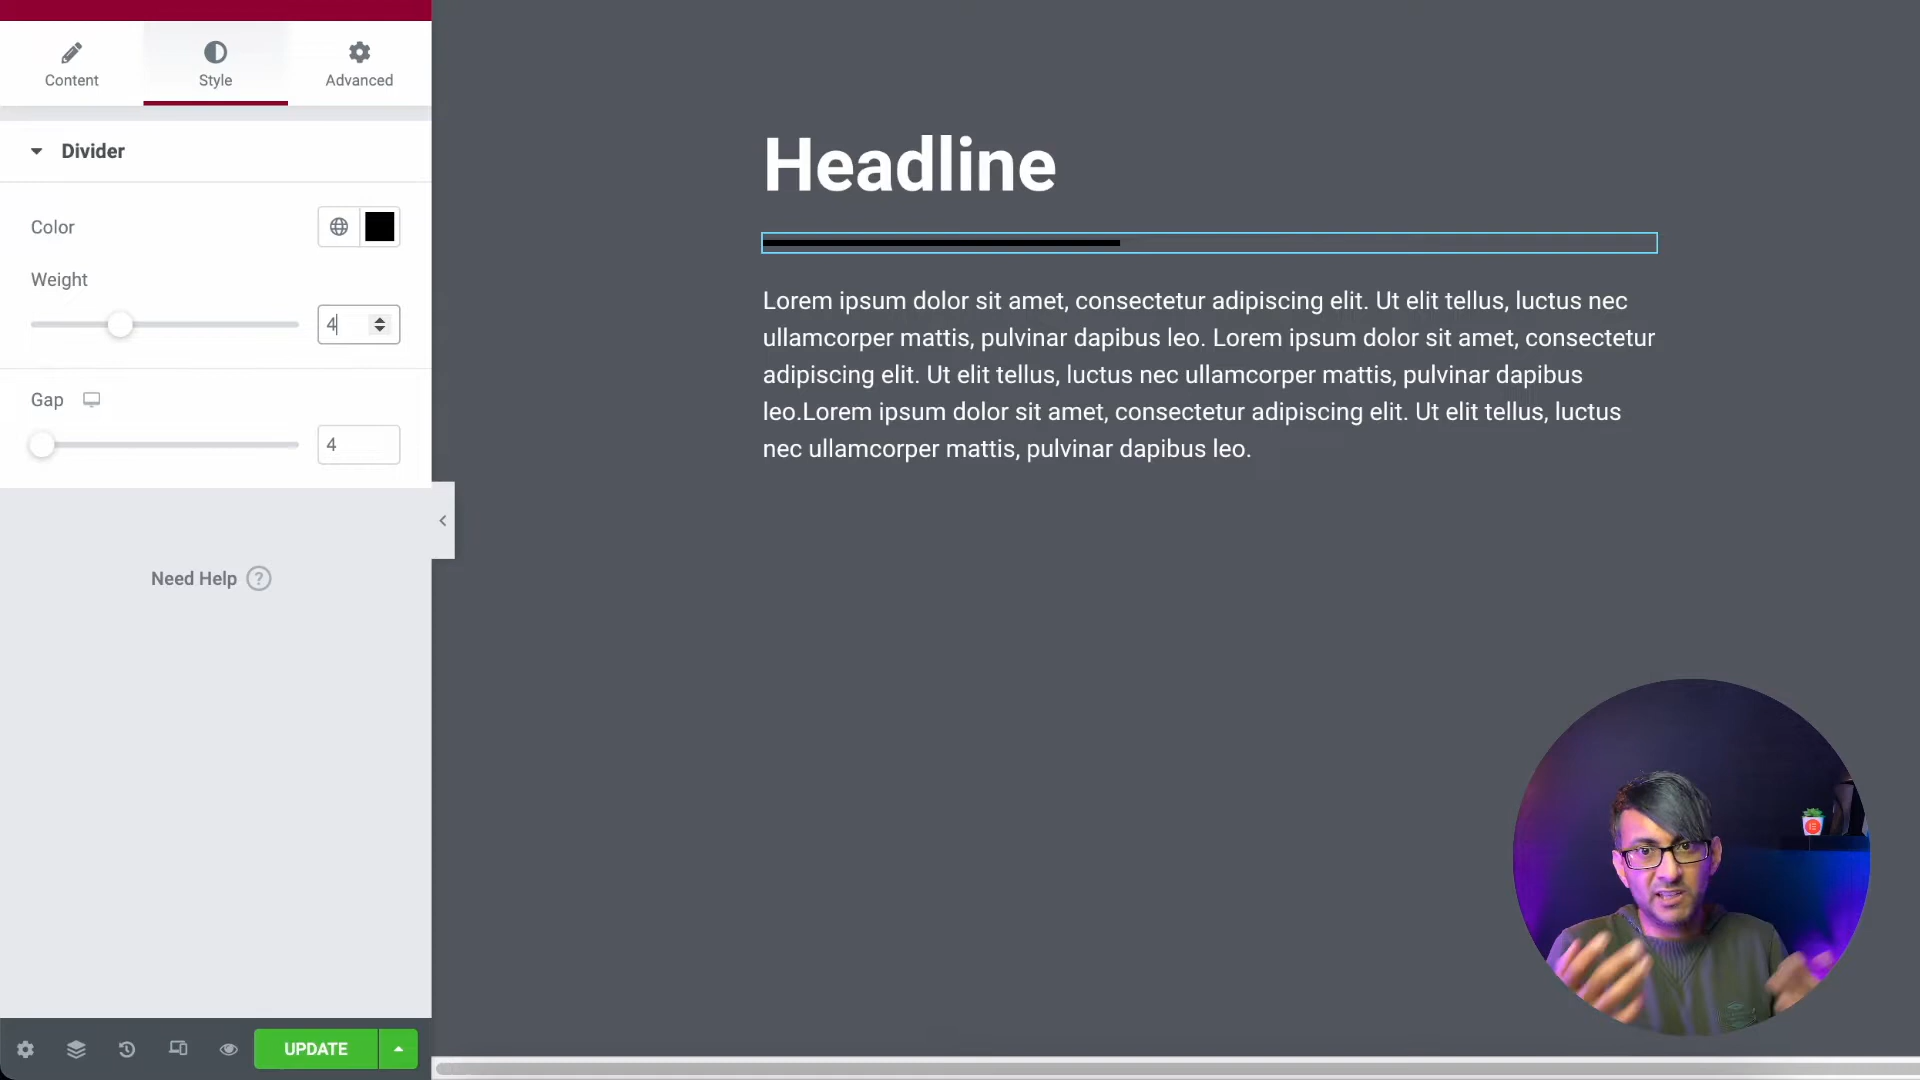 Content
Style
Advanced
Divider
Color
Weight
4
Gap
4
Need Help ?
UPDATE
Headline
Lorem ipsum dolor sit amet, consectetur adipiscing elit. Ut elit tellus, luctus nec
ullamcorper mattis, pulvinar dapibus leo. Lorem ipsum dolor sit amet, consectetur
adipiscing elit. Ut elit tellus, luctus nec ullamcorper mattis, pulvinar dapibus
leo.Lorem ipsum dolor sit amet, consectetur adipiscing elit. Ut elit tellus, luctus
nec ullamcorper mattis, pulvinar dapibus leo.